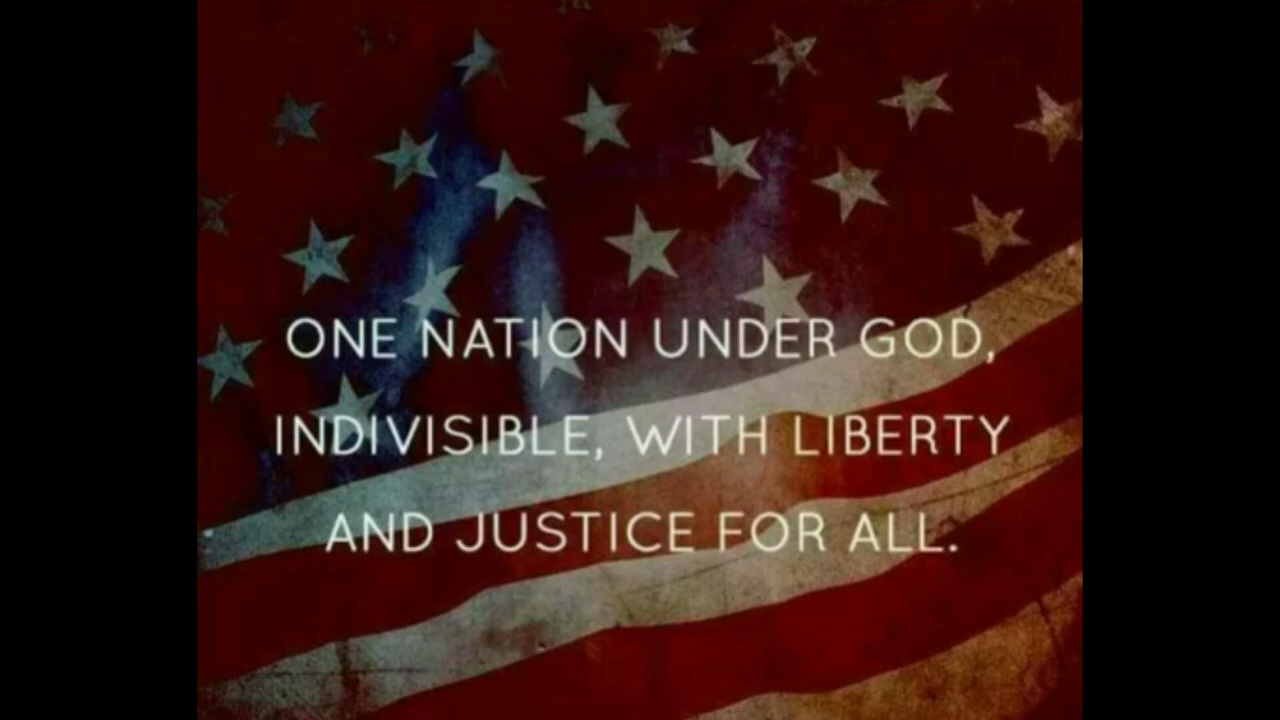 ONE NATION UNDER GOD,
INDIVISIBLE, WITH LIBERTY
AND JUSTICE FOR ALL.